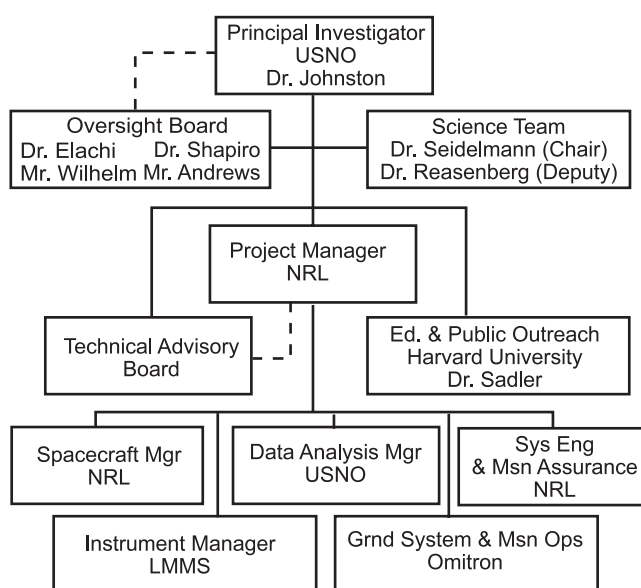 Principal Investigator
USNO
Dr. Johnston
Oversight Board
Dr. Elachi Dr. Shapiro
Mr. Wilhelm Mr. Andrews
Science Team
Dr. Seidelmann (Chair)
Dr. Reasenberg (Deputy)
Project Manager
NRL
Technical Advisory
Board
Ed. & Public Outreach
Harvard University
Dr. Sadler
Spacecraft Mgr
NRL
Data Analysis Mgr
USNO
Sys Eng
& Msn Assurance
NRL
Instrument Manager
LMMS
Grnd System & Msn Ops
Omitron